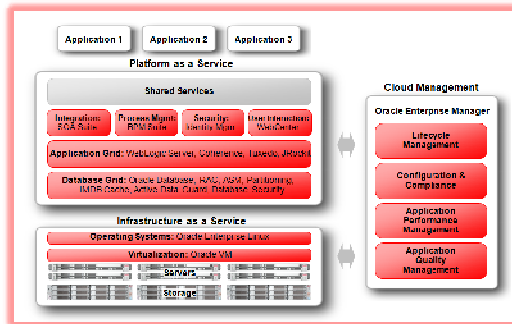 Application 1
Application 2
Application 3
Platform as a Service
Shared Services
Integration:
SOA Suite
Process Mgmt:
BPM Suite
Security:
Identity Mgmt
User Interaction:
WebCenter
Application Grid: WebLogic Server, Coherence, Tuxedo, JRockit
Database Grid: Oracle Database, RAC, ASM, Partitioning,
IMDB Cache, Active Data Guard, Database Security
Infrastructure as a Service
Operating Systems: Oracle Enterprise Linux
Virtualization: Oracle VM
Servers
Storage
Cloud Management
Oracle Enterprise Manager
Lifecycle
Management
Configuration &
Compliance
Application
Performance
Management
Application
Quality
Management